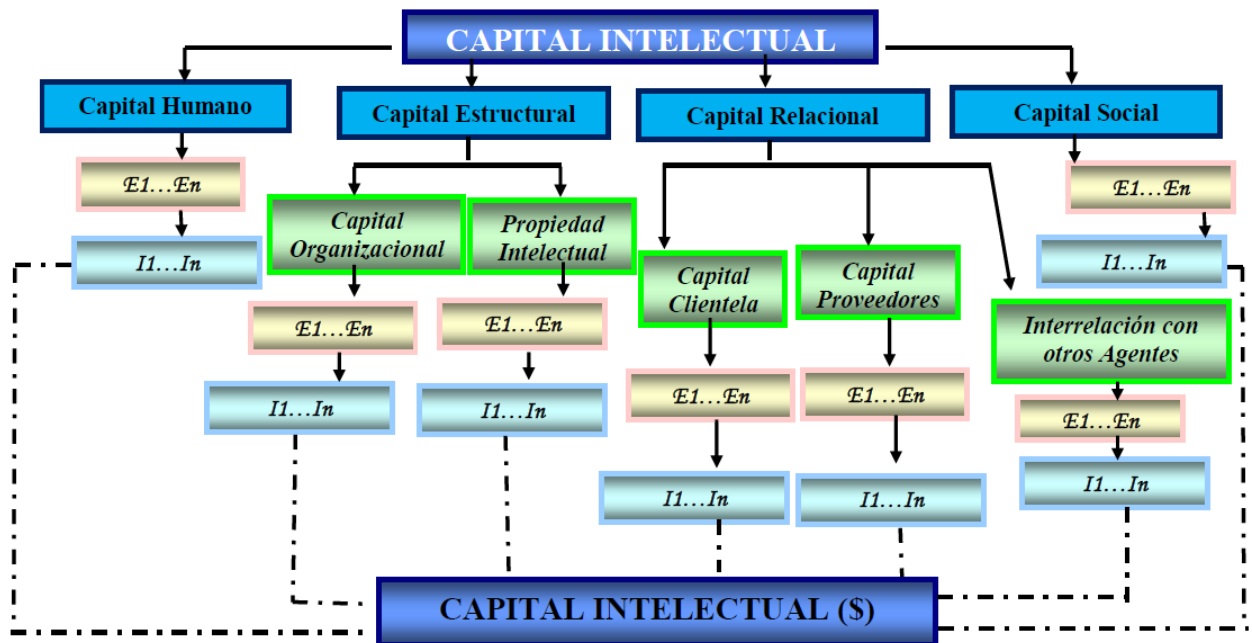 CAPITAL INTELECTUAL
Capital Humano
Capital Estructural
Capital Relacional
Capital Social
E1…En
E1…En
I1…In
Capital
Organizacional
Propiedad
Intelectual
I1…In
Capital
Clientela
Capital
Proveedores
E1…En
E1…En
Interrelación con
otros Agentes
I1…In
I1…In
E1…En
E1…En
E1…En
I1…In
I1…In
I1…In
CAPITAL INTELECTUAL ($)